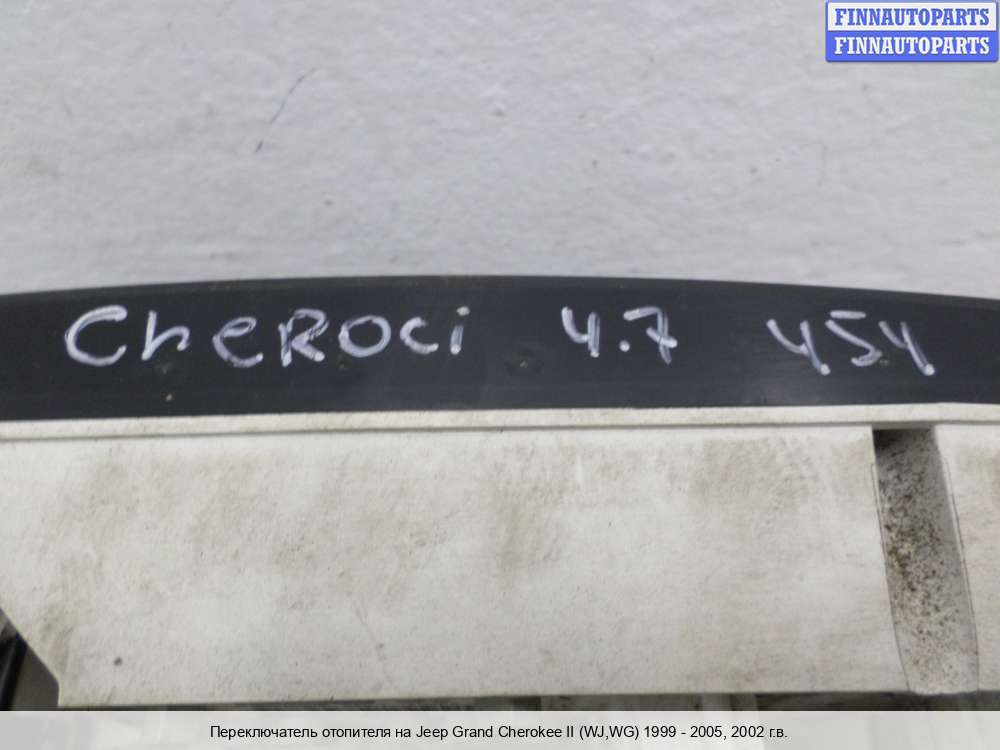 FINNAUTOPARTS
FINNAUTOPARTS
CheROCi 4.7 454
Переключатель отопителя на Jeep Grand Cherokee II (WJ,WG) 1999 - 2005, 2002 г.в.